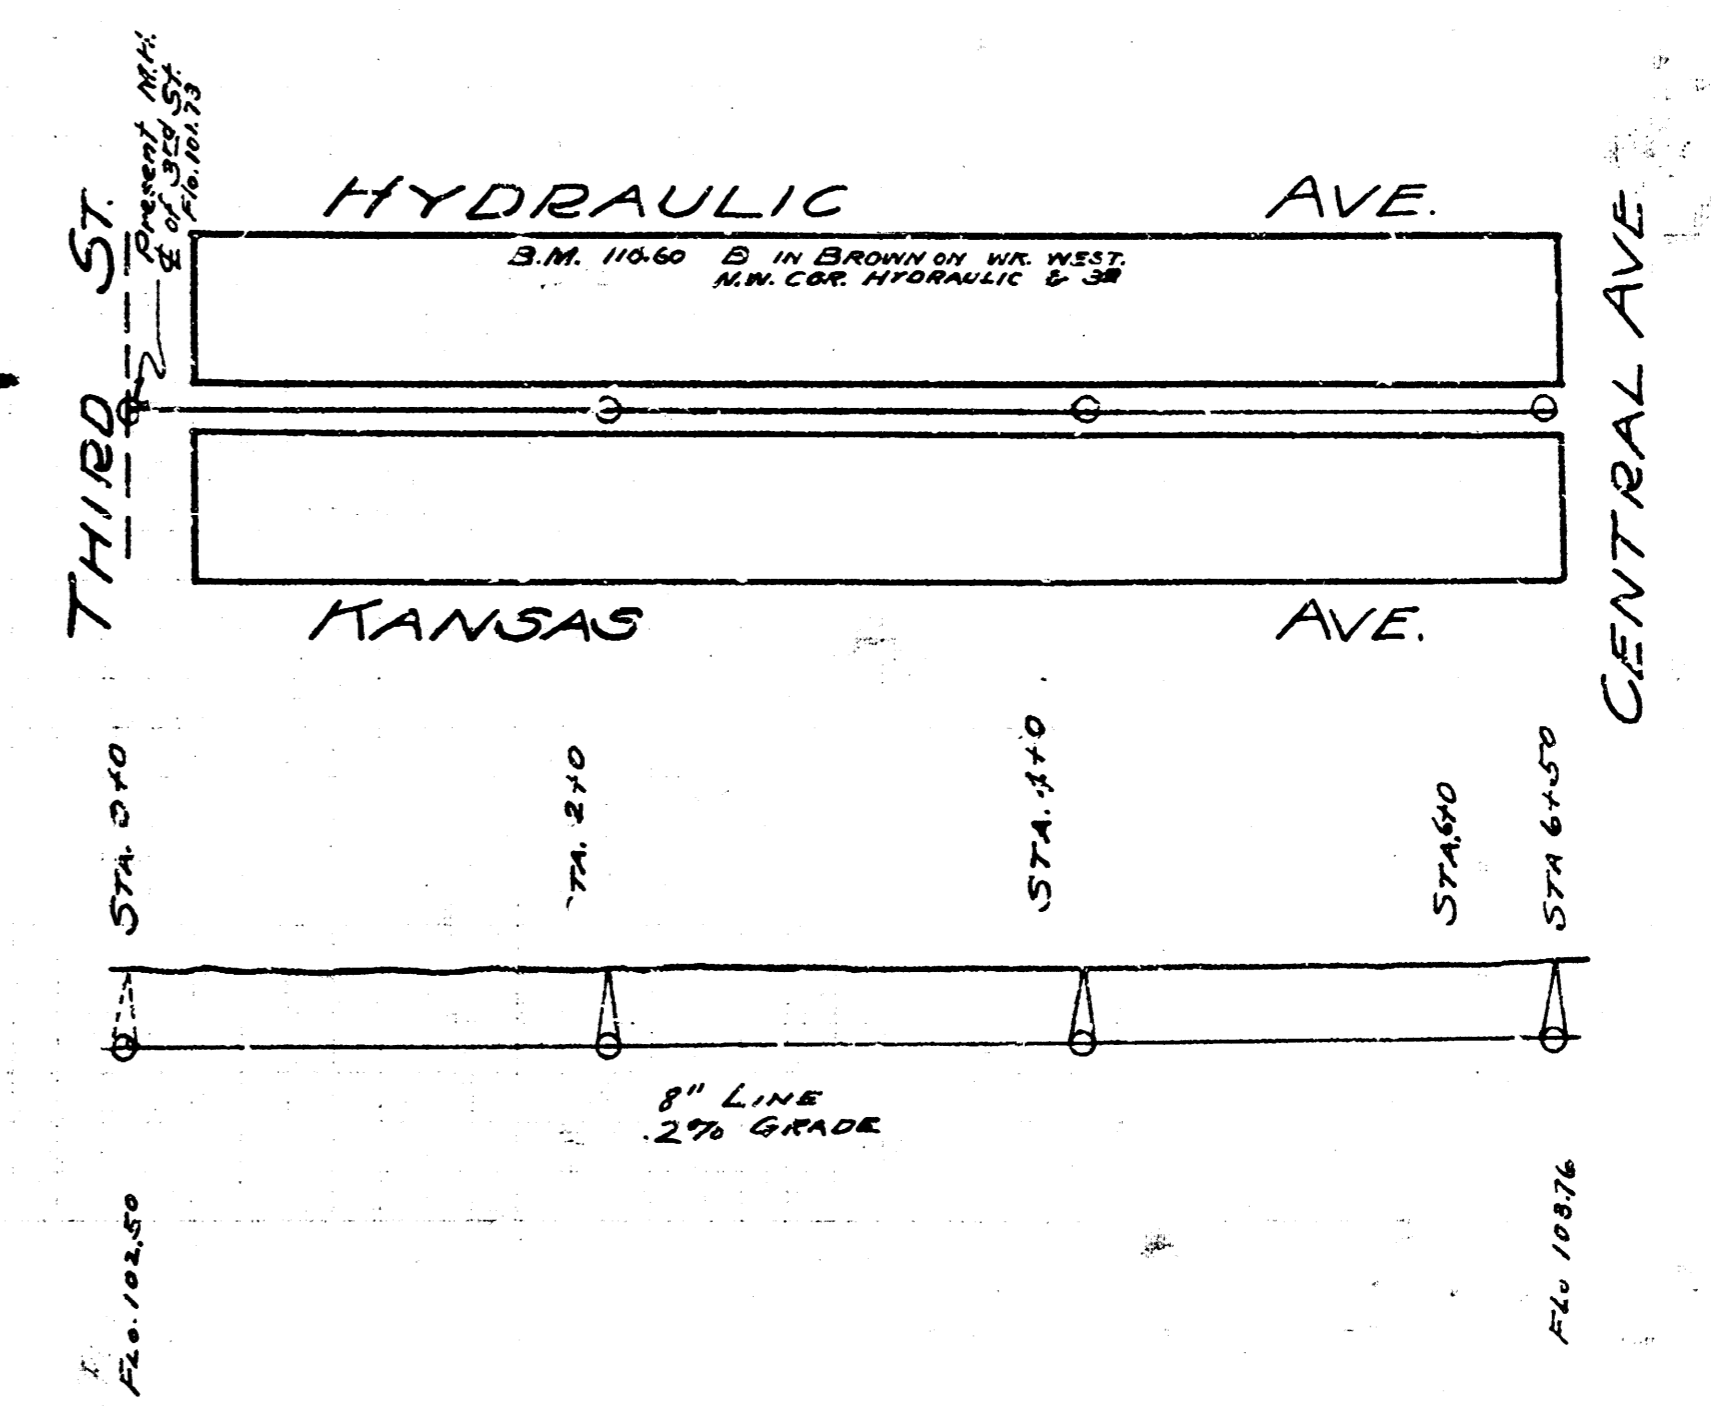 Present M.H.
℄ of 3rd St.
Flo. 101.73
HYDRAULIC AVE.
THIRD ST.
B.M. 110.60 B IN BROWN ON WK. WEST.
N.W. COR. HYDRAULIC & 3RD
CENTRAL AVE.
KANSAS AVE.
STA. 0+0
TA. 2+0
STA. 4+0
STA. 6+0
STA 6+50
8" LINE
.2% GRADE
FLO. 102.50
FLO 103.76